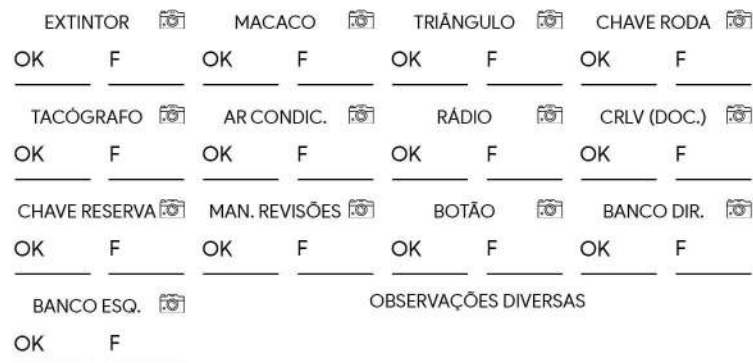 EXTINTOR MACACO TRIÂNGULO CHAVE RODA
OK F OK F OK F OK F
TACÓGRAFO AR CONDIC. RÁDIO CRLV (DOC.)
OK F OK F OK F OK F
CHAVE RESERVA MAN. REVISÕES BOTÃO BANCO DIR.
OK F OK F OK F OK F
BANCO ESQ. OBSERVAÇÕES DIVERSAS
OK F